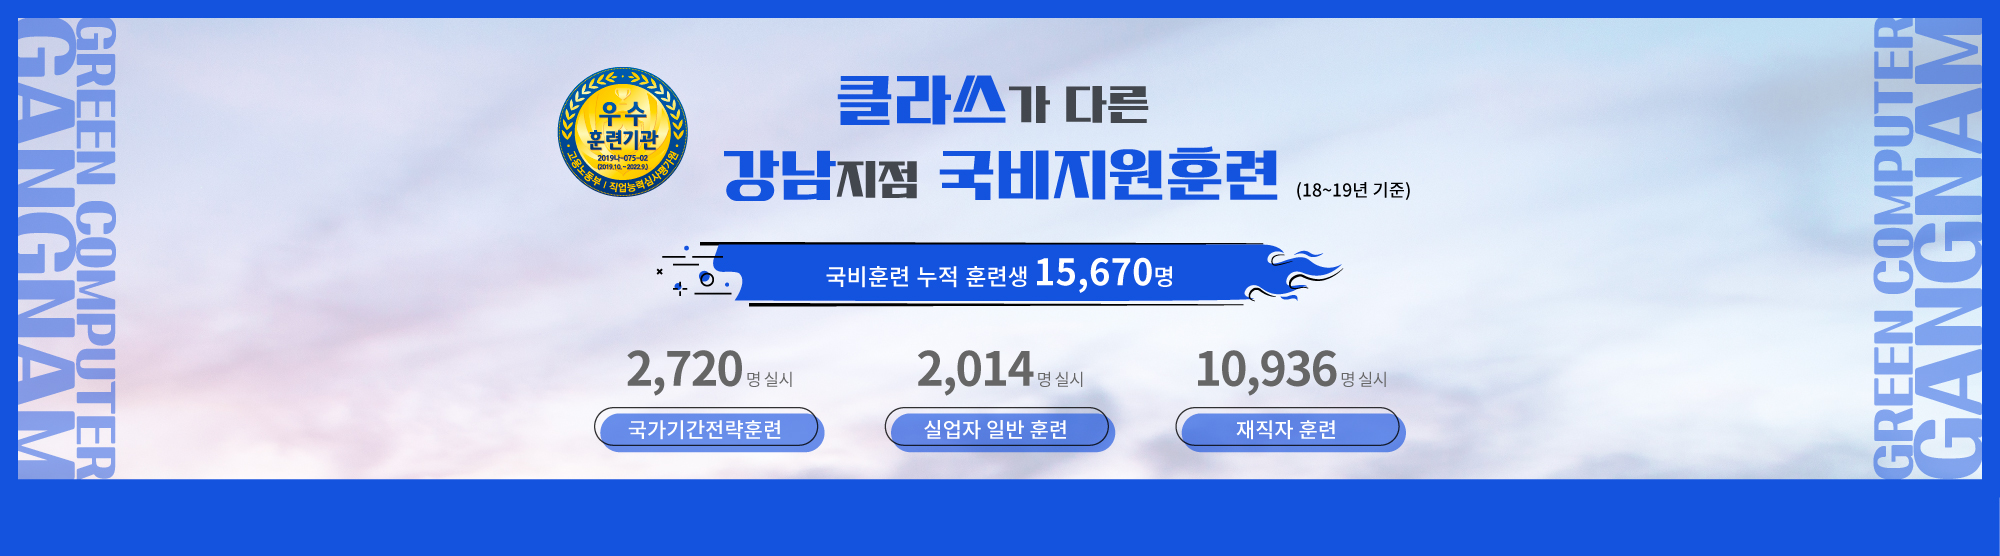 GANGNAM
GREEN COMPUTER
우수
훈련기관
2019나-075-02
(2019.10.~2022.9.)
고용노동부 | 직업능력심사평가원
클라쓰가 다른
강남지점 국비지원훈련 (18~19년 기준)
국비훈련 누적 훈련생 15,670명
2,720명 실시
국가기간전략훈련
2,014명 실시
실업자 일반 훈련
10,936명 실시
재직자 훈련
GREEN COMPUTER
GANGNAM